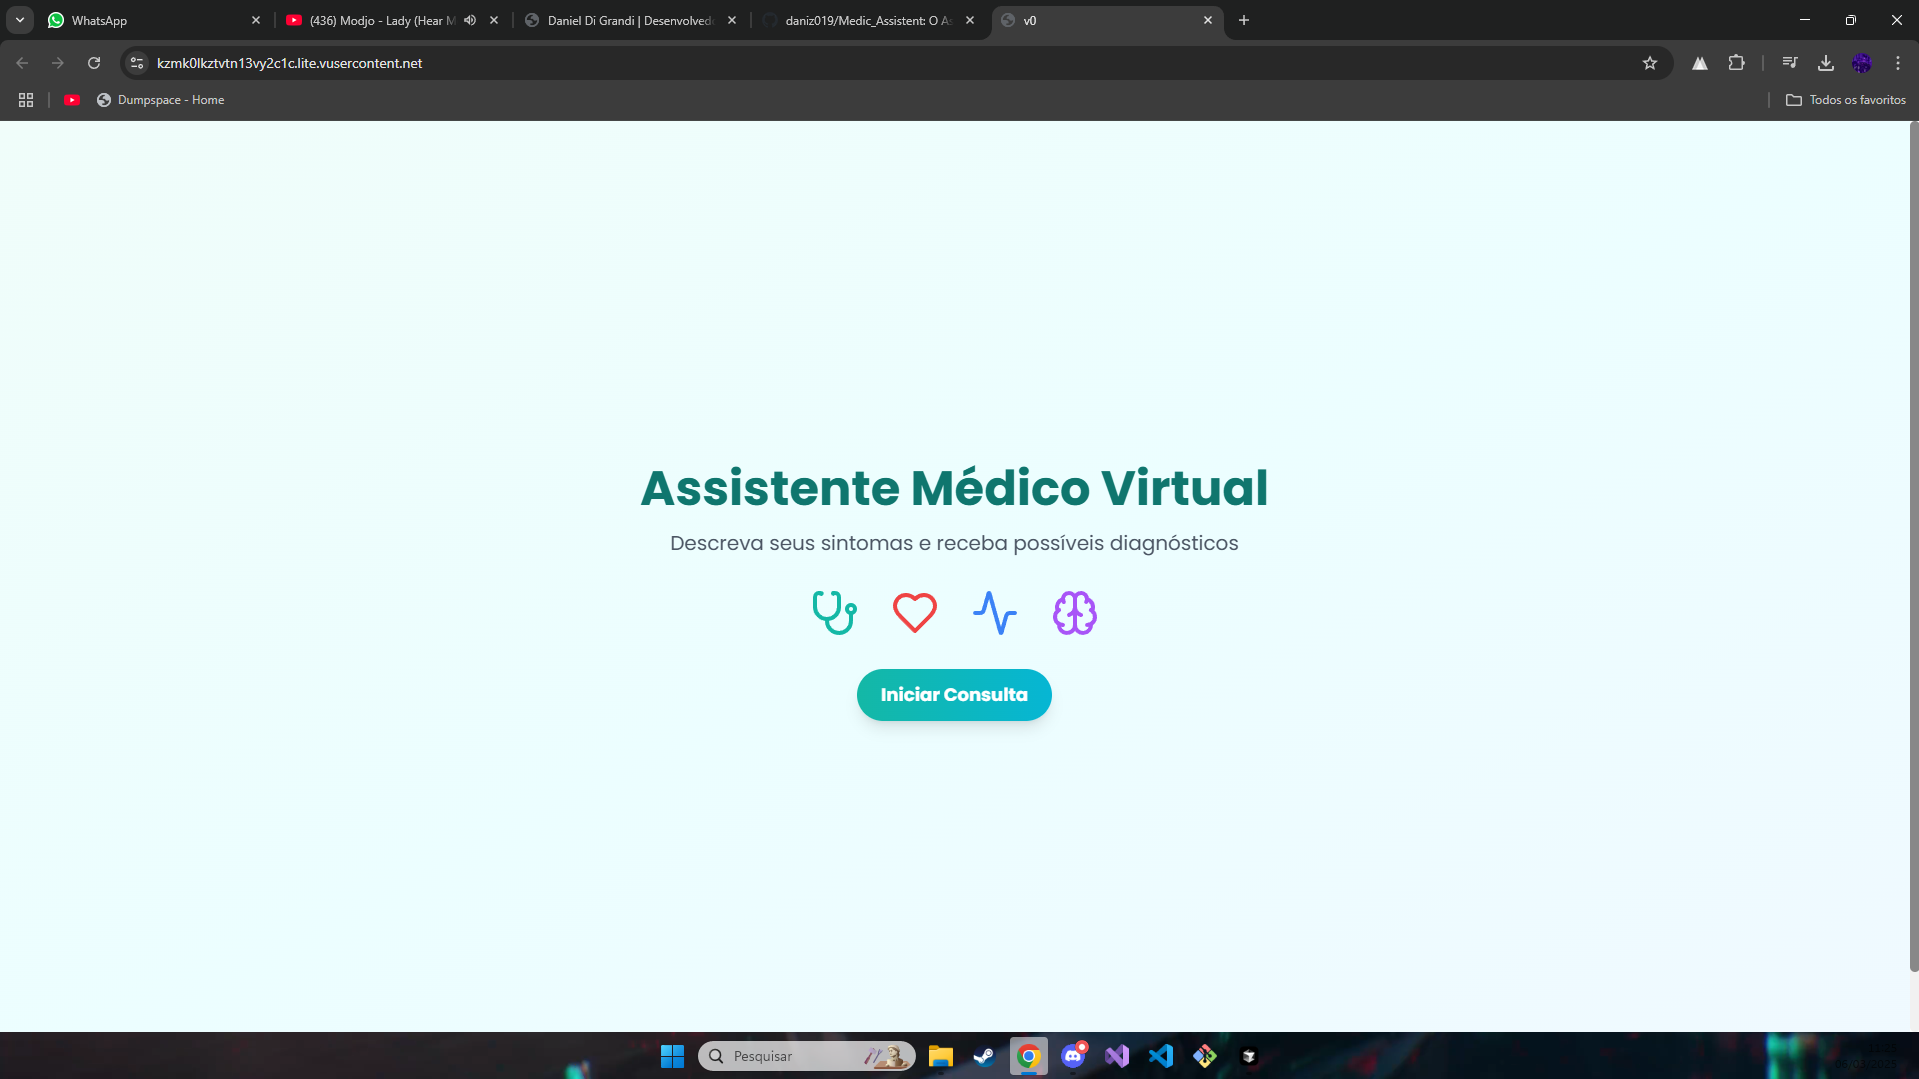 WhatsApp
(436) Modjo - Lady (Hear M
Daniel Di Grandi | Desenvolved
daniz019/Medic_Assistent: O A
v0
kzmk0lkztvtn13vy2c1c.lite.vusercontent.net
Dumpspace - Home
Todos os favoritos
Assistente Médico Virtual
Descreva seus sintomas e receba possíveis diagnósticos
Iniciar Consulta
Pesquisar